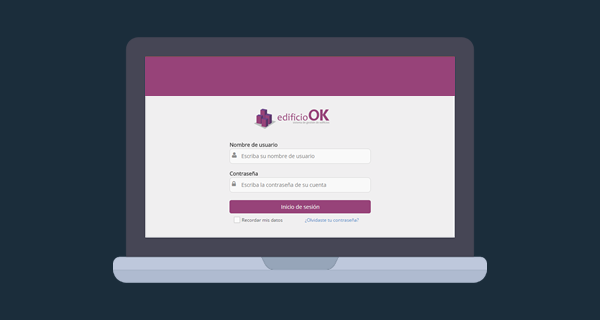 edificioOK
Nombre de usuario
Escriba su nombre de usuario
Contraseña
Escriba la contraseña de su cuenta
Inicio de sesión
Recordar mis datos ¿Olvidaste su contraseña?